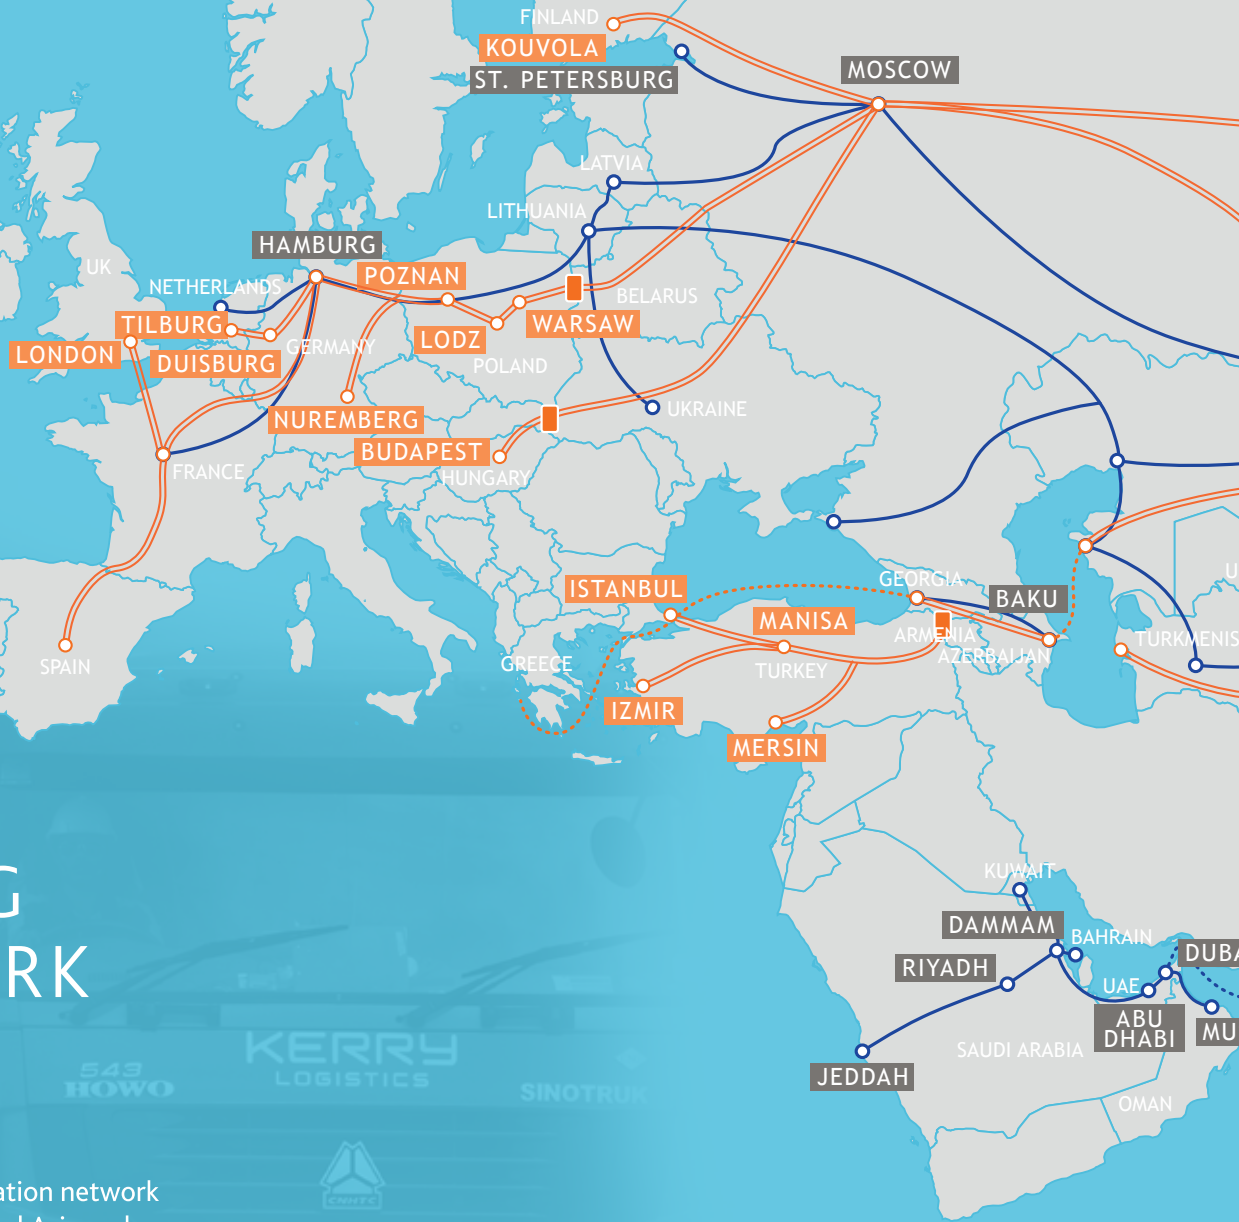 FINLAND
KOUVOLA
ST. PETERSBURG
MOSCOW
LATVIA
LITHUANIA
HAMBURG
UK
POZNAN
NETHERLANDS
BELARUS
TILBURG
WARSAW
LODZ
LONDON
GERMANY
DUISBURG
POLAND
UKRAINE
NUREMBERG
BUDAPEST
FRANCE
HUNGARY
GEORGIA
ISTANBUL
BAKU
MANISA
ARMENIA
TURKMENIS
AZERBAIJAN
GREECE
SPAIN
TURKEY
IZMIR
MERSIN
KUWAIT
G
DAMMAM
BAHRAIN
RIYADH
RK
UAE
ABU
DHABI
MU
KERRY
LOGISTICS
SAUDI ARABIA
JEDDAH
543
HOWO
SINOTRUK
OMAN
ation network
CNHTC